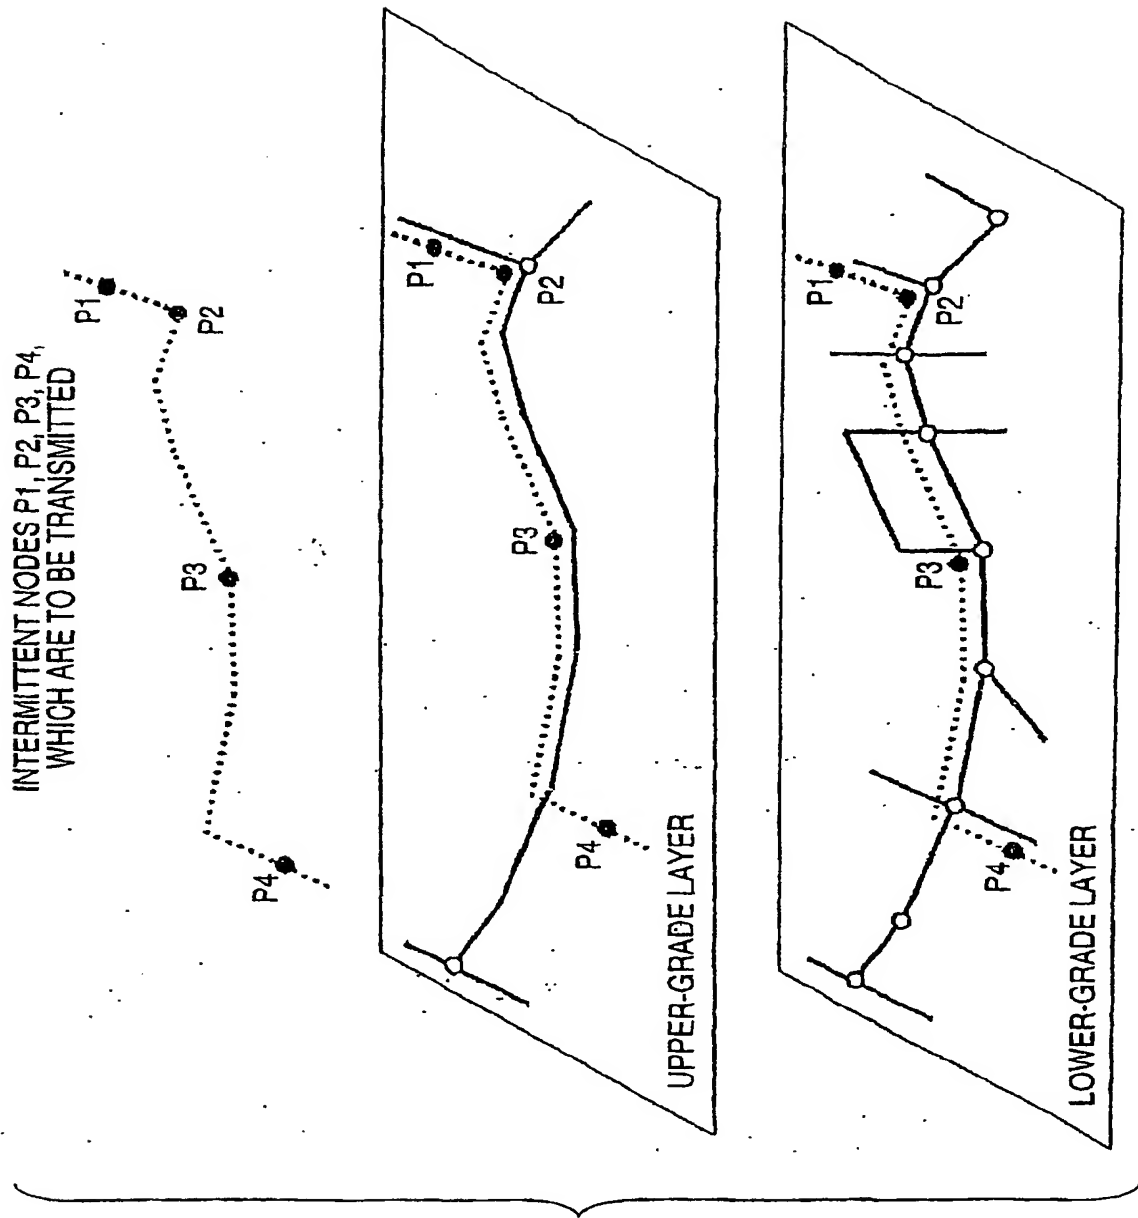 INTERMITTENT NODES P1, P2, P3, P4,
WHICH ARE TO BE TRANSMITTED
P4
P3
P2
P1
P4
P3
P2
P1
UPPER-GRADE LAYER
P4
P3
P2
P1
LOWER-GRADE LAYER